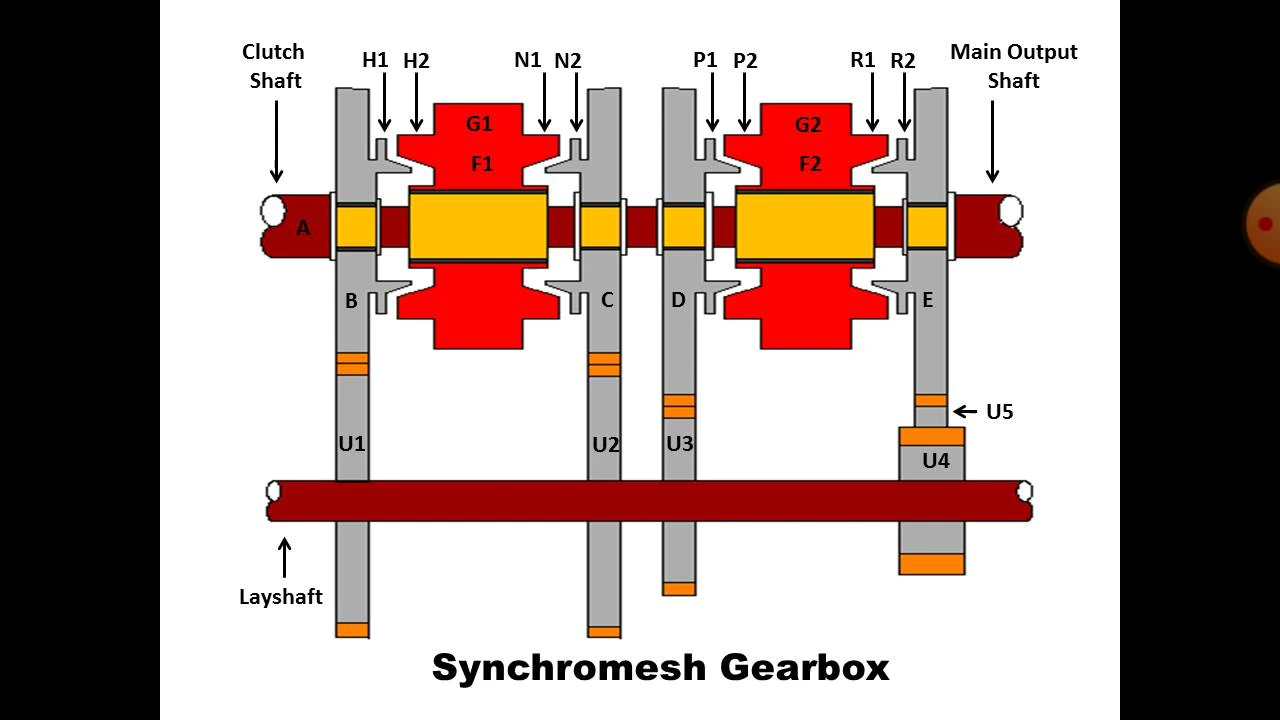 Clutch
Shaft
H1 H2 N1 N2 P1 P2 R1 R2
Main Output
Shaft
G1 G2
F1 F2
A
B C D E
U5
U1 U2 U3 U4
Layshaft
Synchromesh Gearbox